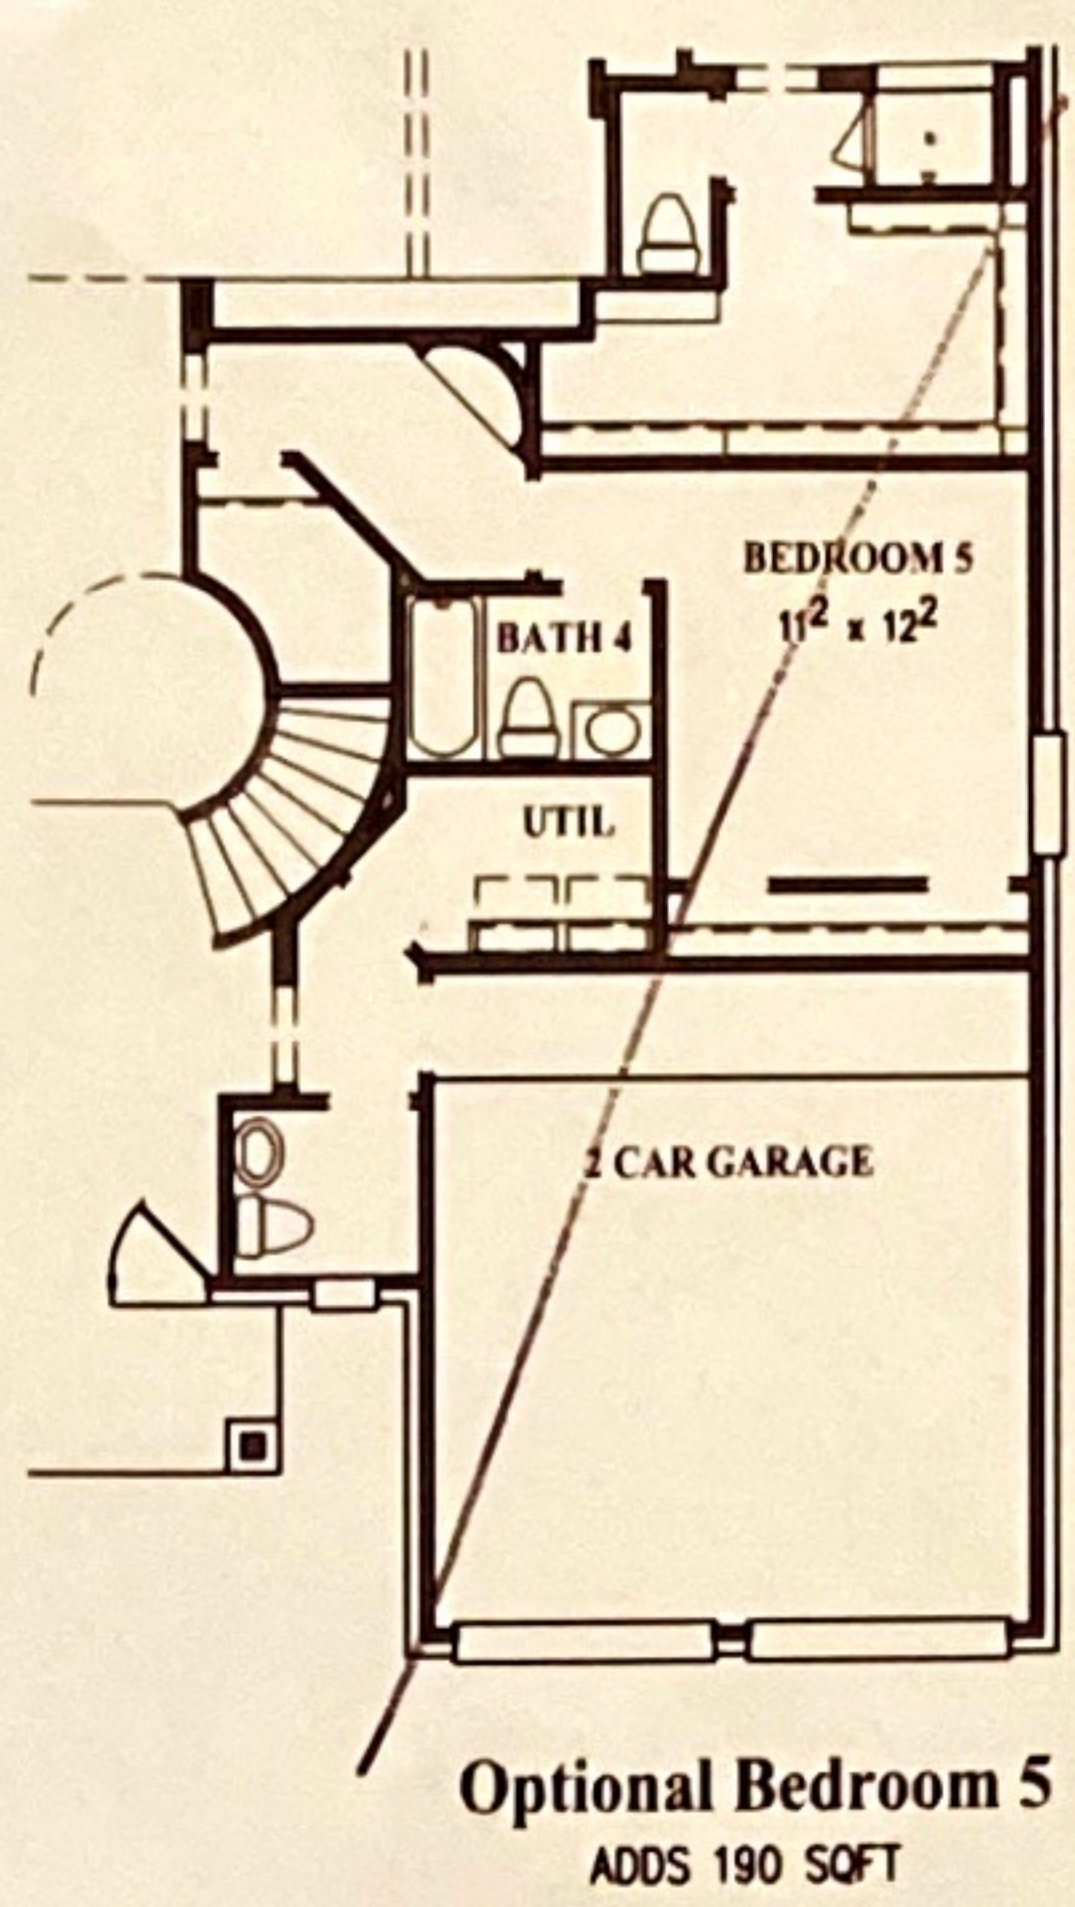 BEDROOM 5
11² x 12²
BATH 4
UTIL
2 CAR GARAGE
Optional Bedroom 5
ADDS 190 SQFT